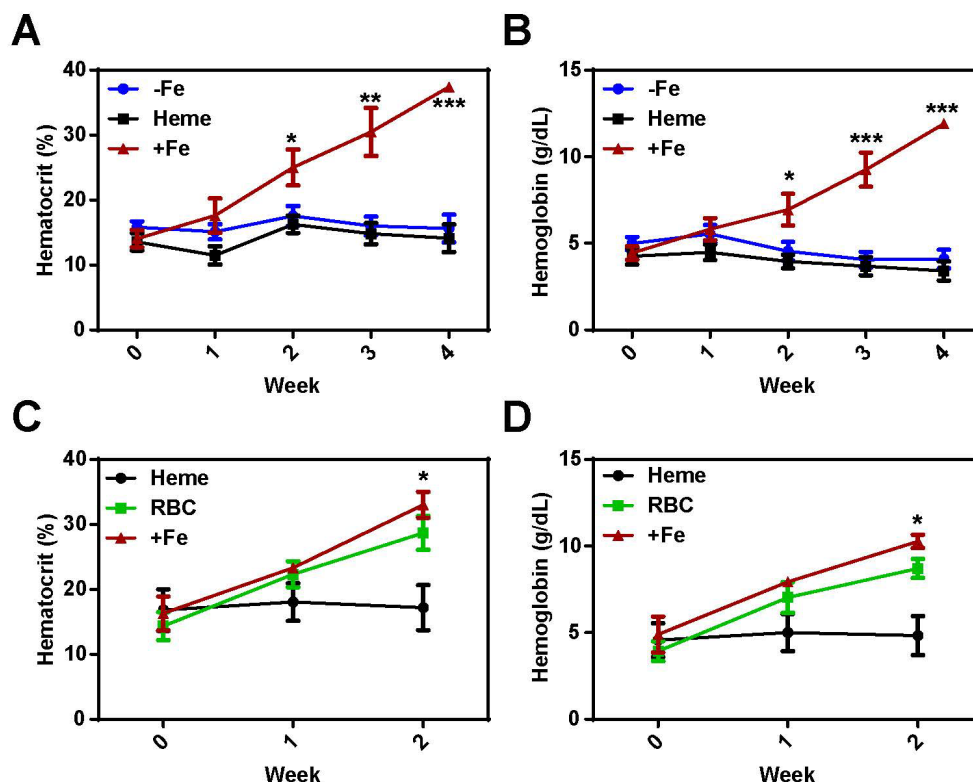 A
Hematocrit (%)
40
30
20
10
0
-Fe
Heme
+Fe
*
**
***
0 1 2 3 4
Week
B
Hemoglobin (g/dL)
15
10
5
0
-Fe
Heme
+Fe
*
***
***
0 1 2 3 4
Week
C
Hematocrit (%)
40
30
20
10
0
Heme
RBC
+Fe
*
0 1 2
Week
D
Hemoglobin (g/dL)
15
10
5
0
Heme
RBC
+Fe
*
0 1 2
Week